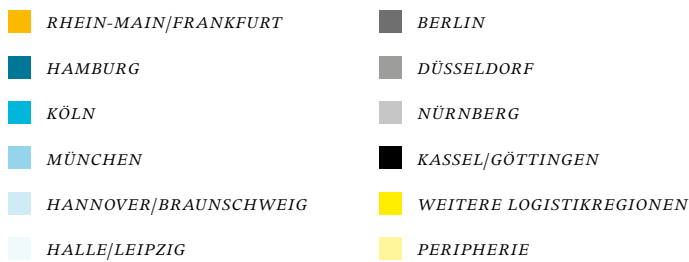 RHEIN-MAIN/FRANKFURT
HAMBURG
KÖLN
MÜNCHEN
HANNOVER/BRAUNSCHWEIG
HALLE/LEIPZIG
BERLIN
DÜSSELDORF
NÜRNBERG
KASSEL/GÖTTINGEN
WEITERE LOGISTIKREGIONEN
PERIPHERIE